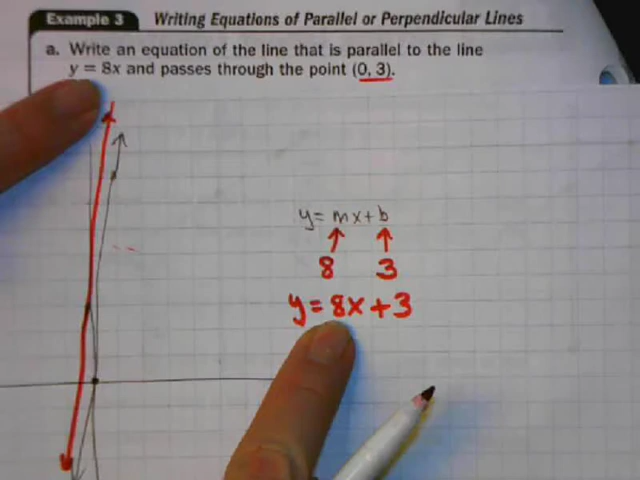 Example 3 Writing Equations of Parallel or Perpendicular Lines
a. Write an equation of the line that is parallel to the line
y = 8x and passes through the point (0, 3).
y = mx + b
8 3
y = 8x + 3